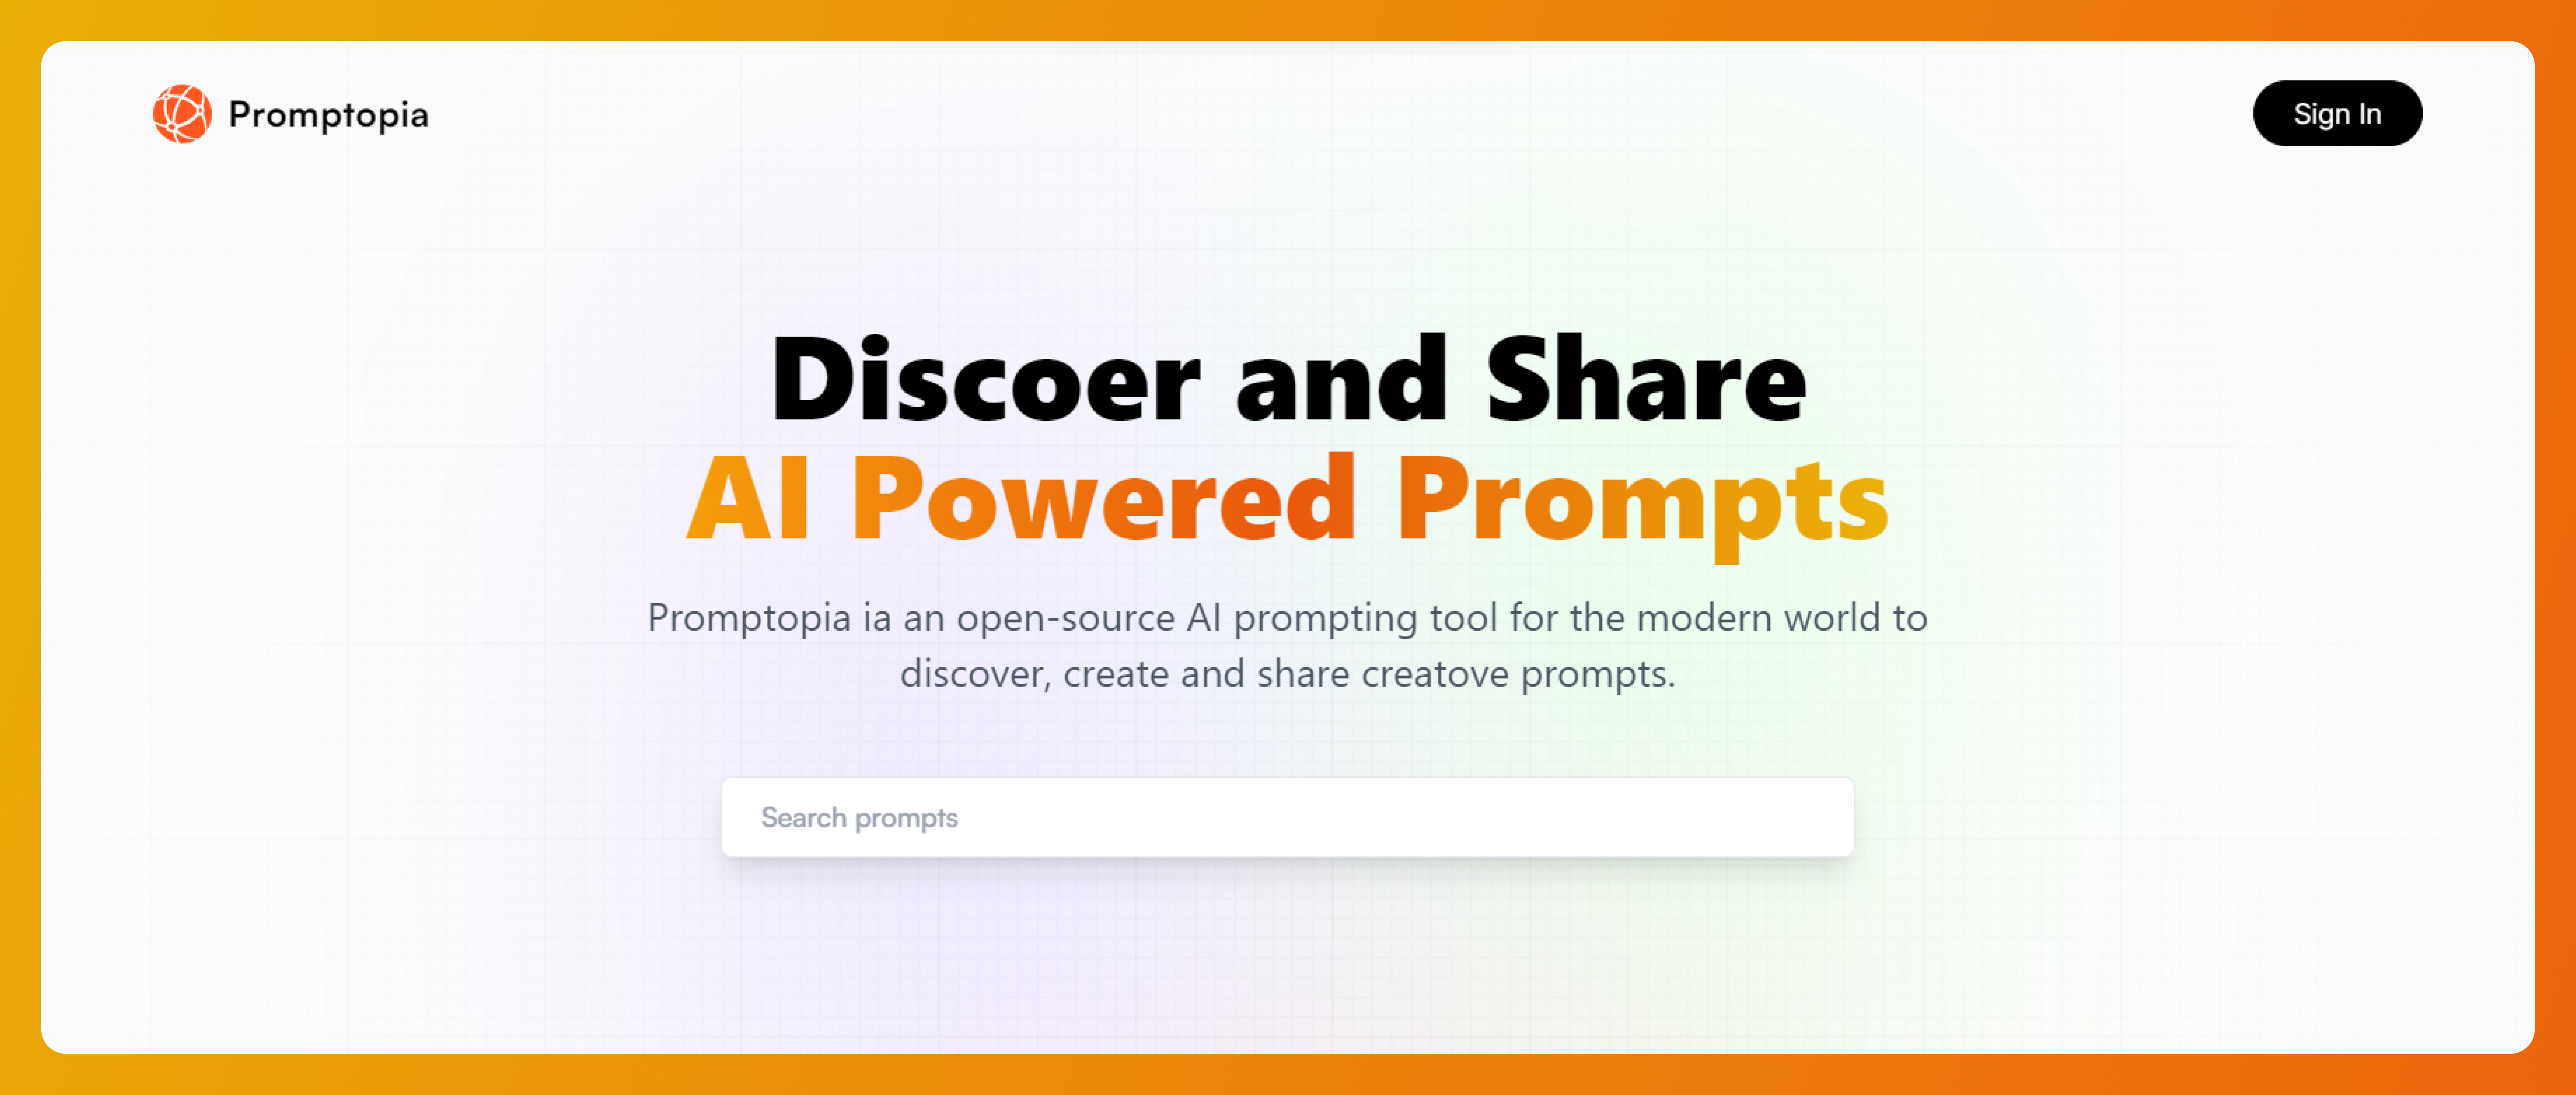 Promptopia
Sign In
Discoer and Share
AI Powered Prompts
Promptopia ia an open-source AI prompting tool for the modern world to
discover, create and share creatove prompts.
Search prompts